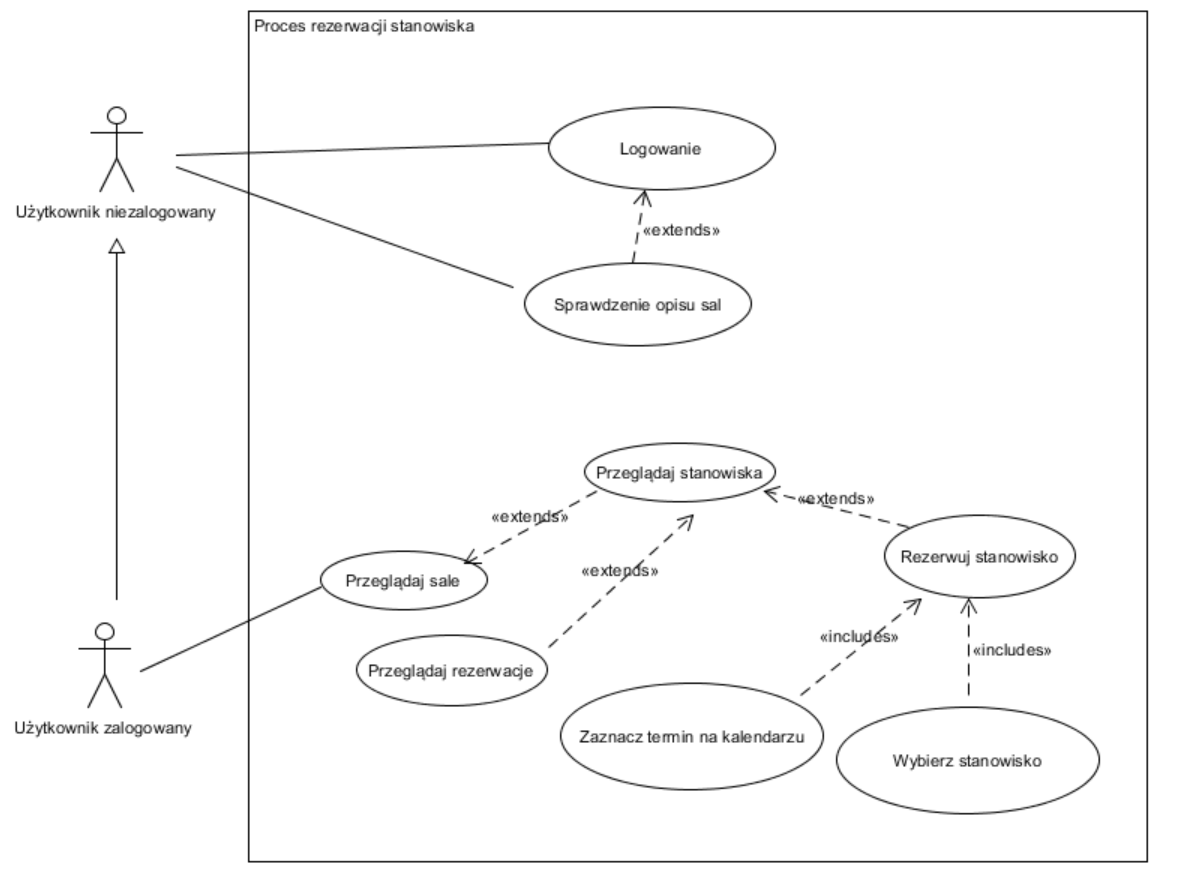 Proces rezerwacji stanowiska
Logowanie
Użytkownik niezalogowany
«extends»
Sprawdzenie opisu sal
Przeglądaj stanowiska
«extends»
«extends»
Rezerwuj stanowisko
«extends»
Przeglądaj sale
«includes»
«includes»
Przeglądaj rezerwacje
Użytkownik zalogowany
Zaznacz termin na kalendarzu
Wybierz stanowisko